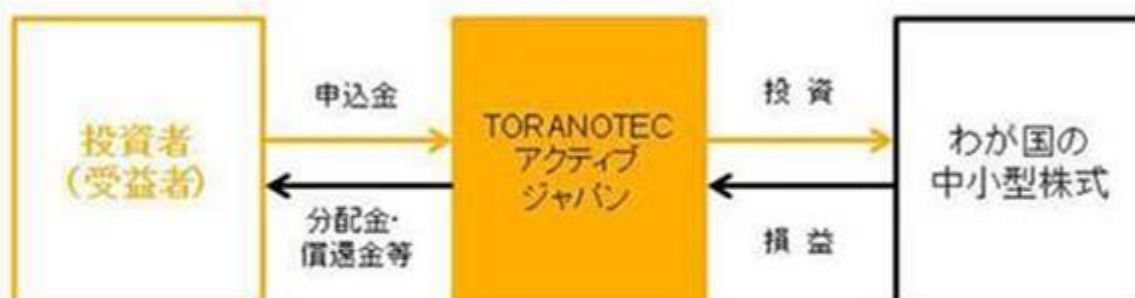 投資者
(受益者)
申込金
分配金・
償還金等
TORANOTEC
アクティブ
ジャパン
投 資
損 益
わが国の
中小型株式